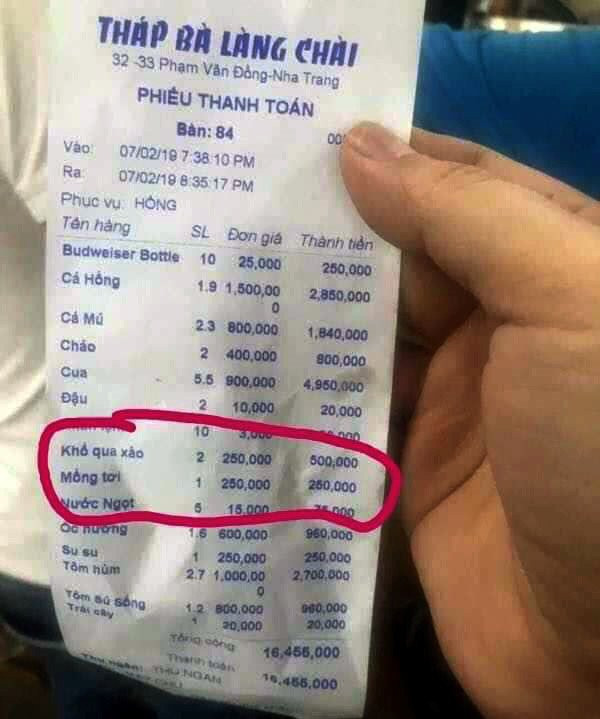 THÁP BÀ LÀNG CHÀI
32 -33 Phạm Văn Đồng-Nha Trang
PHIẾU THANH TOÁN
Bàn: 84
Vào: 07/02/19 7:38:10 PM
Ra: 07/02/19 8:35:17 PM
Phục vụ: HỒNG
Tên hàng SL Đơn giá Thành tiền
Budweiser Bottle 10 25,000 250,000
Cá Hồng 1.9 1,500,00 2,850,000
0
Cá Mú 2.3 800,000 1,840,000
Cháo 2 400,000 800,000
Cua 5.5 900,000 4,950,000
Đậu 2 10,000 20,000
10 3,000
Khổ qua xào 2 250,000 500,000
Mồng tơi 1 250,000 250,000
Nước Ngọt 5 15,000 75,000
Ốc hương 1.6 600,000 960,000
Su su 1 250,000 250,000
Tôm hùm 2.7 1,000,00 2,700,000
0
Tôm sú sống 1.2 800,000 960,000
Trái cây 1 20,000 20,000
Tổng cộng 16,455,000
Thanh toán 16,455,000
Thu ngân: THU NGAN